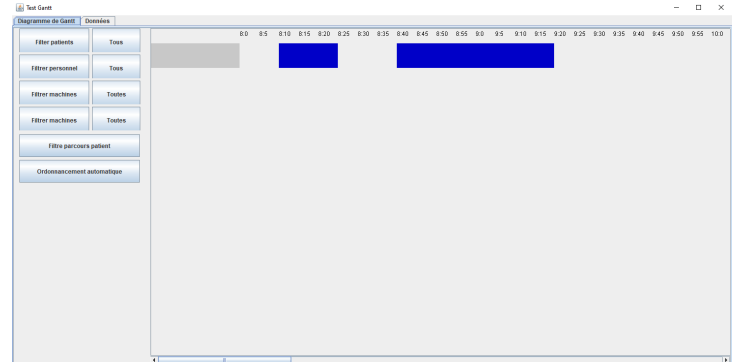 Test Gantt
Diagramme de Gantt Données
8:0 8:5 8:10 8:15 8:20 8:25 8:30 8:35 8:40 8:45 8:50 8:55 9:0 9:5 9:10 9:15 9:20 9:25 9:30 9:35 9:40 9:45 9:50 9:55 10:0
Filter patients Tous
Filtrer personnel Tous
Filtrer machines Toutes
Filtrer machines Toutes
Filtre parcours patient
Ordonnancement automatique